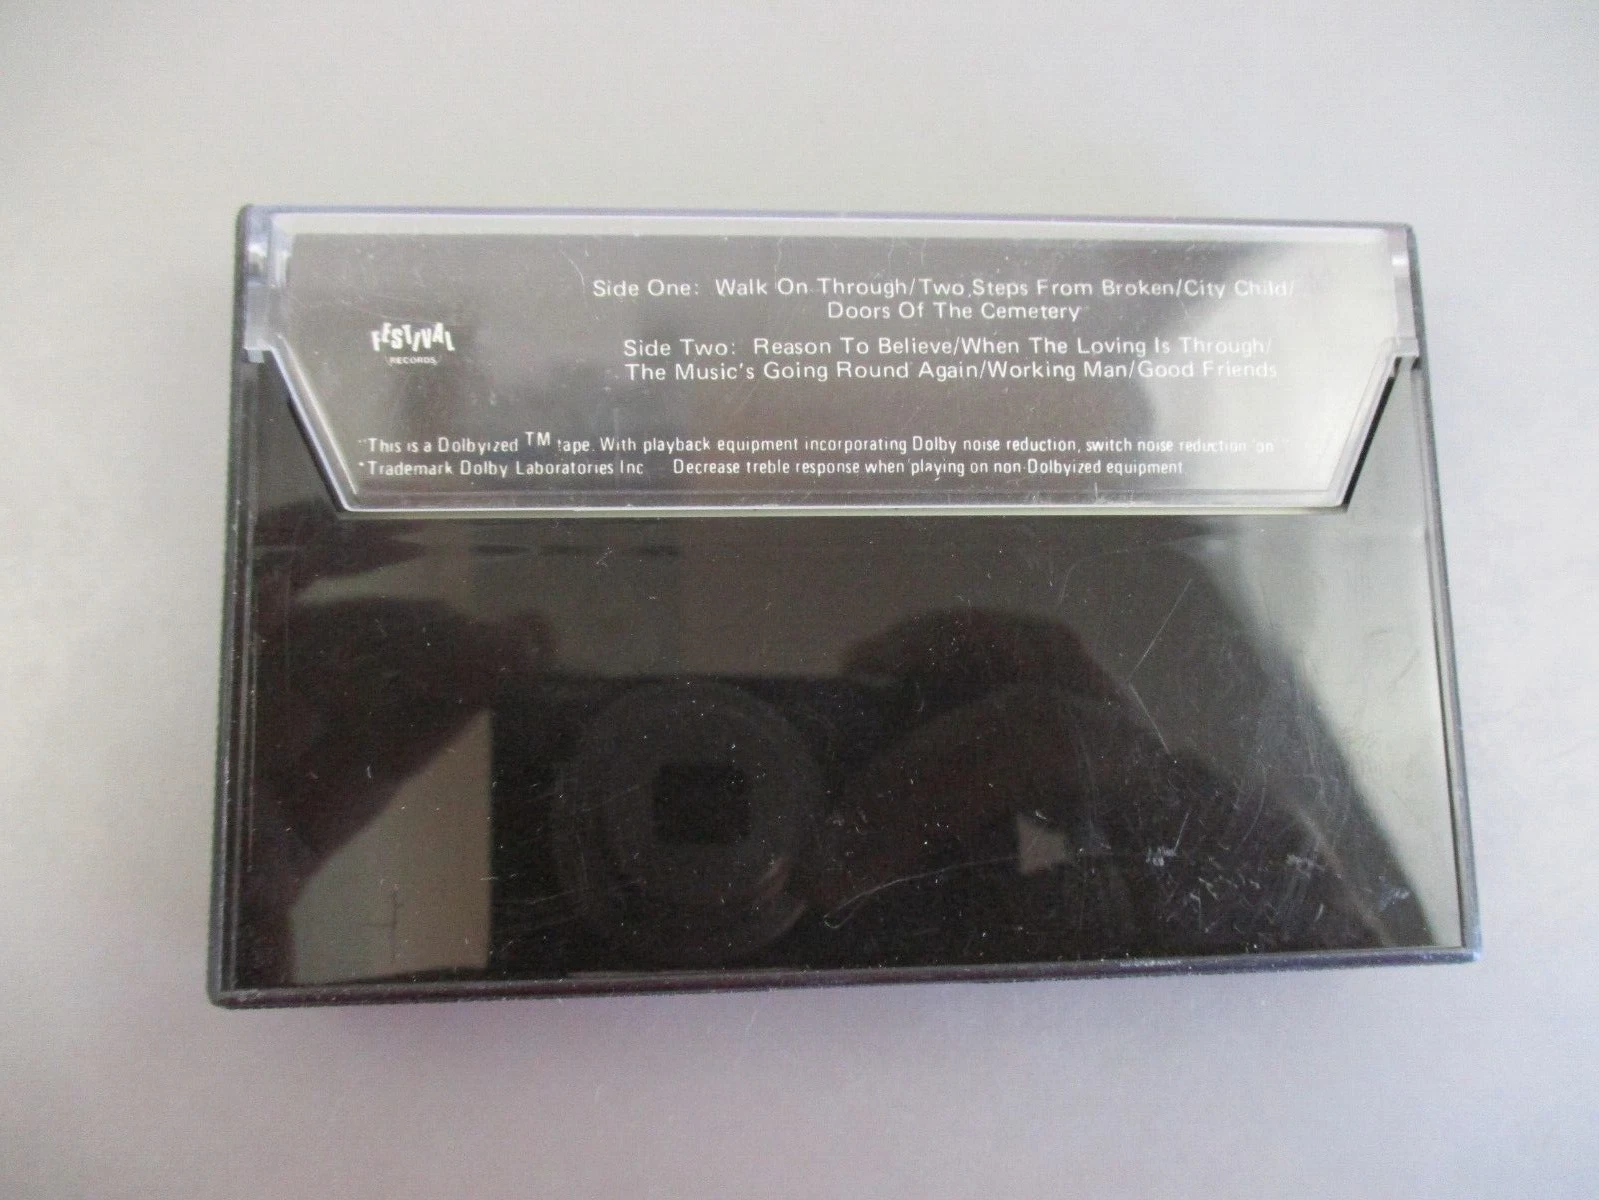 Side One: Walk On Through/Two Steps From Broken/City Child/
Doors Of The Cemetery
FESTIVAL
RECORDS
Side Two: Reason To Believe/When The Loving Is Through/
The Music's Going Round Again/Working Man/Good Friends
"This is a Dolbyized TM tape. With playback equipment incorporating Dolby noise reduction, switch noise reduction 'on'
*Trademark Dolby Laboratories Inc Decrease treble response when playing on non-Dolbyized equipment